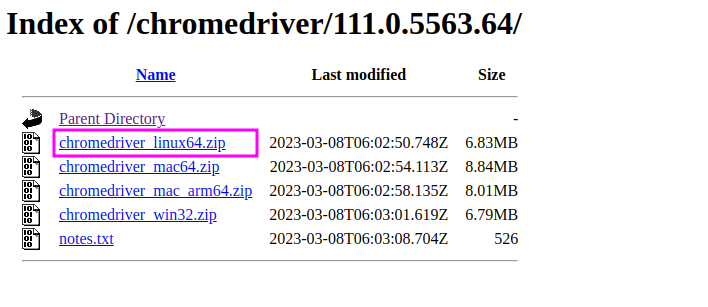 Index of /chromedriver/111.0.5563.64/
Name Last modified Size
Parent Directory -
chromedriver_linux64.zip 2023-03-08T06:02:50.748Z 6.83MB
chromedriver_mac64.zip 2023-03-08T06:02:54.113Z 8.84MB
chromedriver_mac_arm64.zip 2023-03-08T06:02:58.135Z 8.01MB
chromedriver_win32.zip 2023-03-08T06:03:01.619Z 6.79MB
notes.txt 2023-03-08T06:03:08.704Z 526